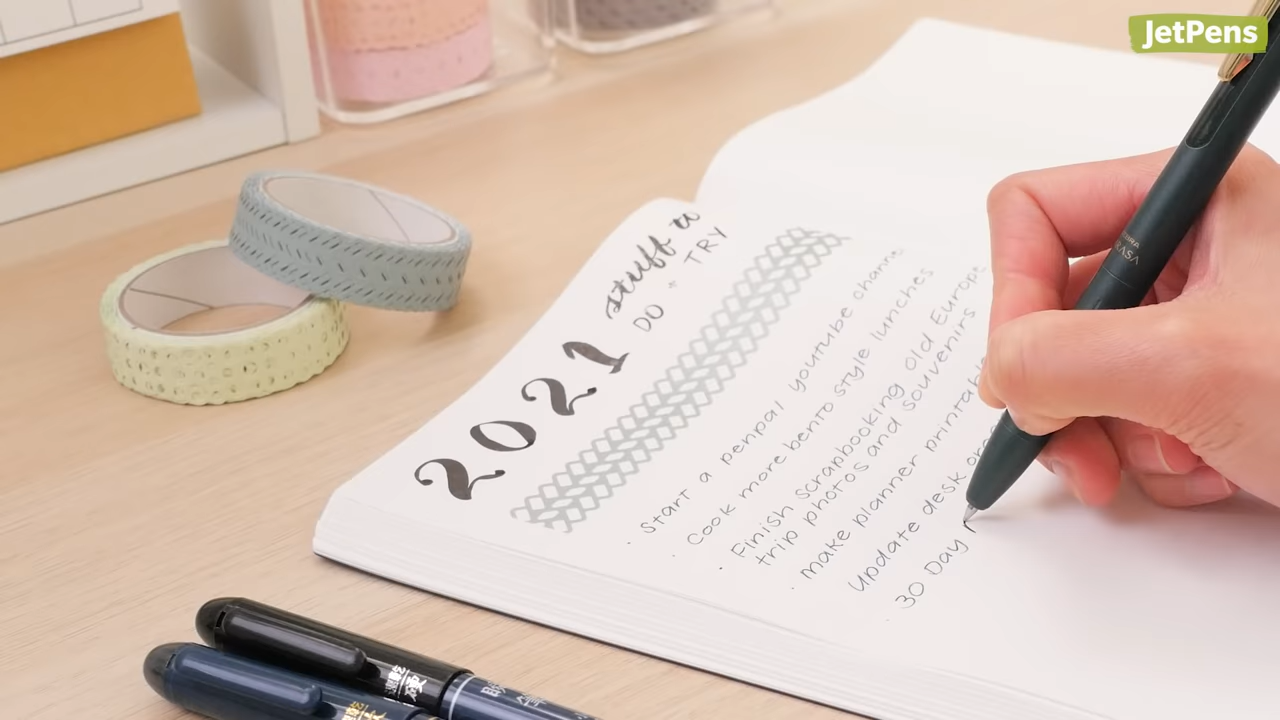 JetPens
2021
stuff to
DO + TRY
Start a penpal youtube channe
Cook more bento style lunches
Finish scrapbooking old Europe
trip photos and souvenirs
make planner printabl
update desk org
30 Day